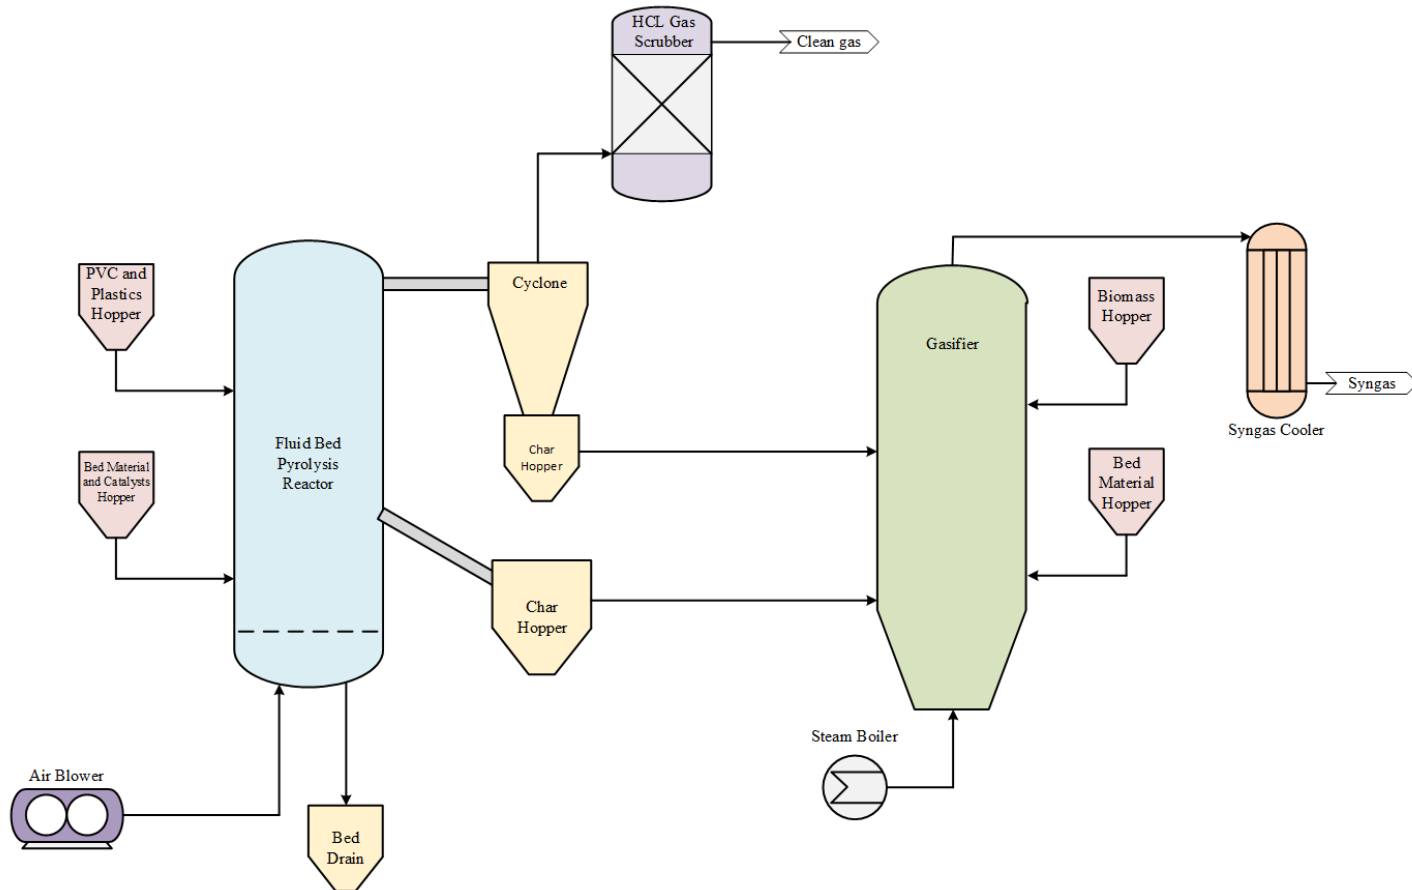 HCL Gas
Scrubber
Clean gas
PVC and
Plastics
Hopper
Cyclone
Biomass
Hopper
Gasifier
Syngas
Syngas Cooler
Fluid Bed
Pyrolysis
Reactor
Char
Hopper
Bed Material
and Catalysts
Hopper
Bed
Material
Hopper
Char
Hopper
Steam Boiler
Air Blower
Bed
Drain